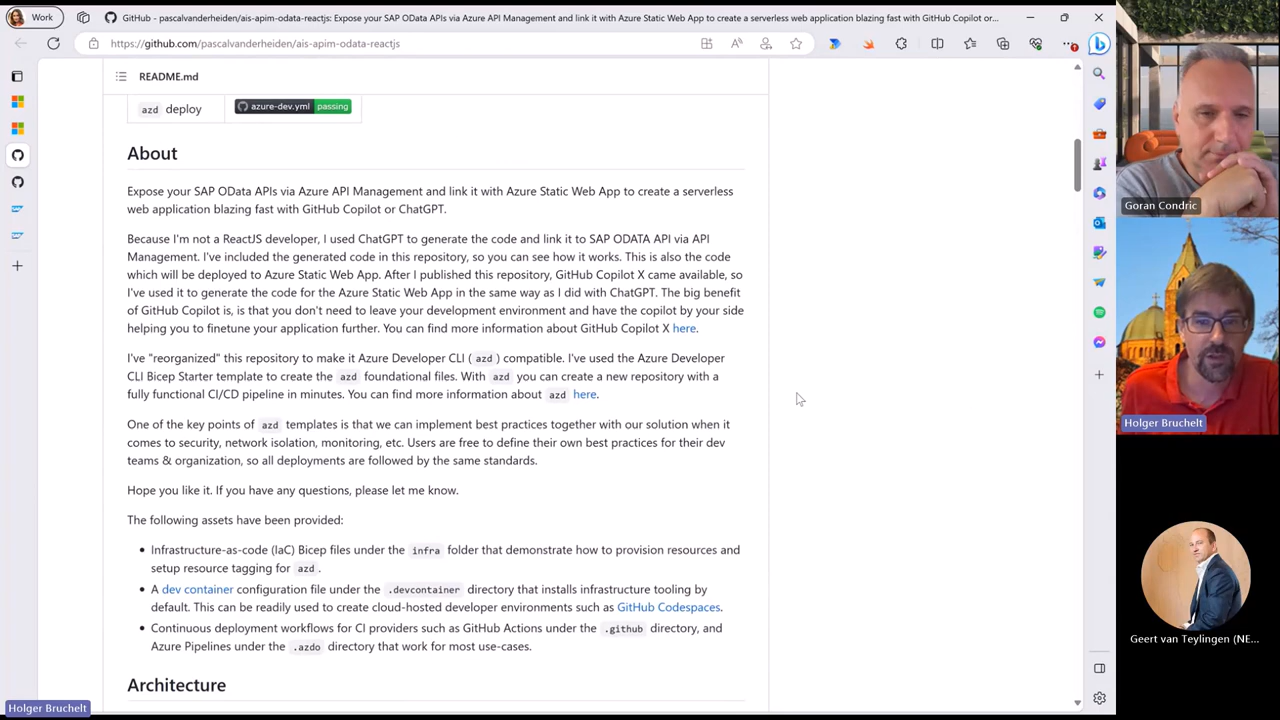 Work
GitHub - pascalvanderheiden/ais-apim-odata-reactjs: Expose your SAP OData APIs via Azure API Management and link it with Azure Static Web App to create a serverless web application blazing fast with GitHub Copilot or...
https://github.com/pascalvanderheiden/ais-apim-odata-reactjs
README.md
azd deploy
azure-dev.yml passing
About
Expose your SAP OData APIs via Azure API Management and link it with Azure Static Web App to create a serverless
web application blazing fast with GitHub Copilot or ChatGPT.
Because I'm not a ReactJS developer, I used ChatGPT to generate the code and link it to SAP ODATA API via API
Management. I've included the generated code in this repository, so you can see how it works. This is also the code
which will be deployed to Azure Static Web App. After I published this repository, GitHub Copilot X came available, so
I've used it to generate the code for the Azure Static Web App in the same way as I did with ChatGPT. The big benefit
of GitHub Copilot is, is that you don't need to leave your development environment and have the copilot by your side
helping you to finetune your application further. You can find more information about GitHub Copilot X here.
I've "reorganized" this repository to make it Azure Developer CLI ( azd ) compatible. I've used the Azure Developer
CLI Bicep Starter template to create the azd foundational files. With azd you can create a new repository with a
fully functional CI/CD pipeline in minutes. You can find more information about azd here.
One of the key points of azd templates is that we can implement best practices together with our solution when it
comes to security, network isolation, monitoring, etc. Users are free to define their own best practices for their dev
teams & organization, so all deployments are followed by the same standards.
Hope you like it. If you have any questions, please let me know.
The following assets have been provided:
• Infrastructure-as-code (IaC) Bicep files under the infra folder that demonstrate how to provision resources and
setup resource tagging for azd .
• A dev container configuration file under the .devcontainer directory that installs infrastructure tooling by
default. This can be readily used to create cloud-hosted developer environments such as GitHub Codespaces.
• Continuous deployment workflows for CI providers such as GitHub Actions under the .github directory, and
Azure Pipelines under the .azdo directory that work for most use-cases.
Architecture
Holger Bruchelt
Goran Condric
Holger Bruchelt
Geert van Teylingen (NE...